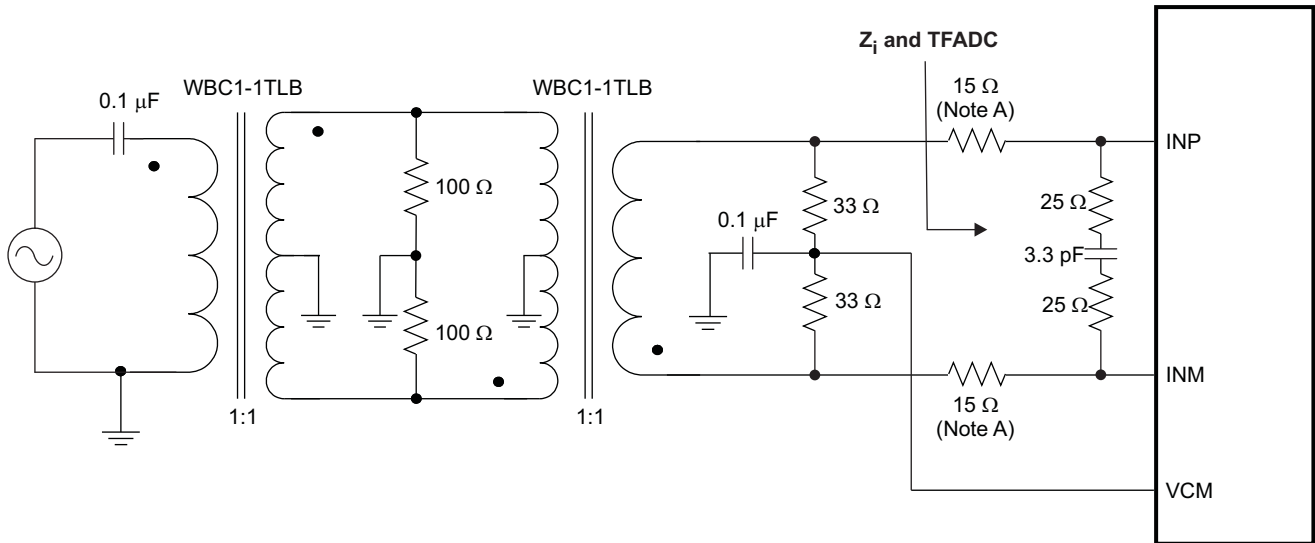 Zi and TFADC
WBC1-1TLB
WBC1-1TLB
0.1 μF
15 Ω
(Note A)
INP
100 Ω
33 Ω
25 Ω
0.1 μF
3.3 pF
100 Ω
33 Ω
25 Ω
INM
15 Ω
(Note A)
1:1
1:1
VCM